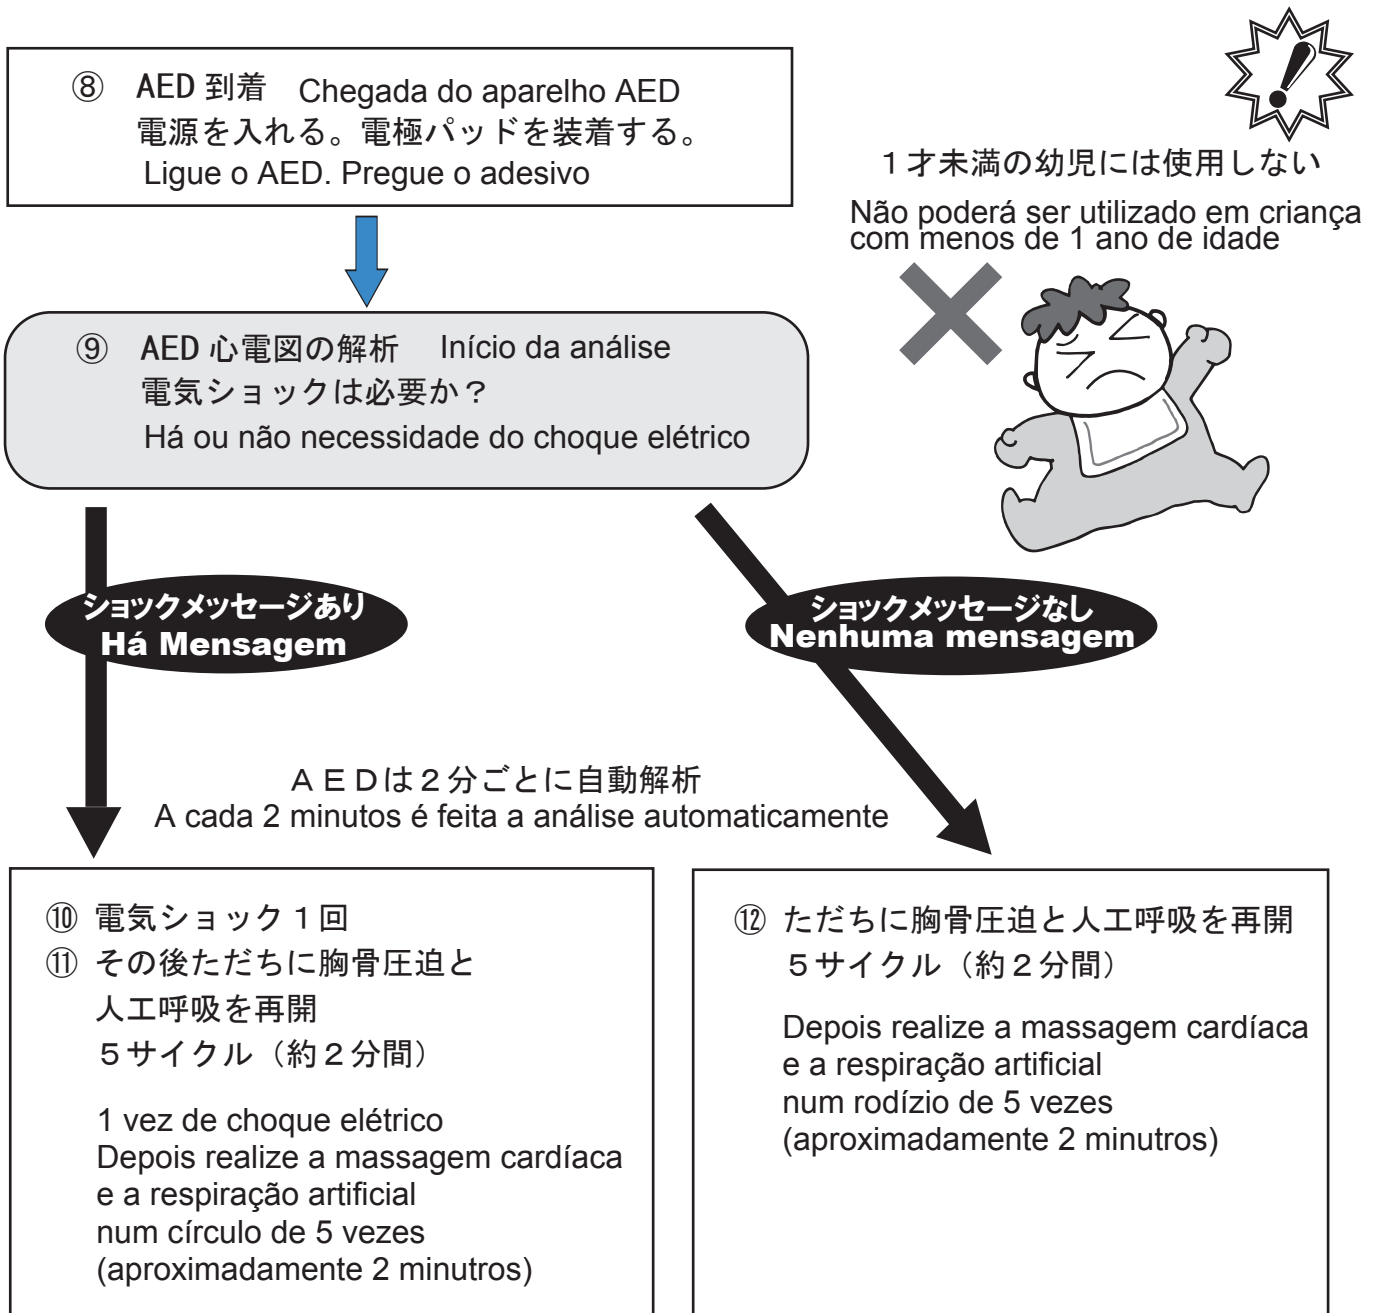 ⑧ AED 到着 Chegada do aparelho AED
電源を入れる。電極パッドを装着する。
Ligue o AED. Pregue o adesivo
１才未満の幼児には使用しない
Não poderá ser utilizado em criança
com menos de 1 ano de idade
⑨ AED 心電図の解析 Início da análise
電気ショックは必要か？
Há ou não necessidade do choque elétrico
ショックメッセージあり
Há Mensagem
ショックメッセージなし
Nenhuma mensagem
ＡＥＤは２分ごとに自動解析
A cada 2 minutos é feita a análise automaticamente
⑩ 電気ショック１回
⑪ その後ただちに胸骨圧迫と
人工呼吸を再開
５サイクル（約２分間）
1 vez de choque elétrico
Depois realize a massagem cardíaca
e a respiração artificial
num círculo de 5 vezes
(aproximadamente 2 minutros)
⑫ ただちに胸骨圧迫と人工呼吸を再開
５サイクル（約２分間）
Depois realize a massagem cardíaca
e a respiração artificial
num rodízio de 5 vezes
(aproximadamente 2 minutros)